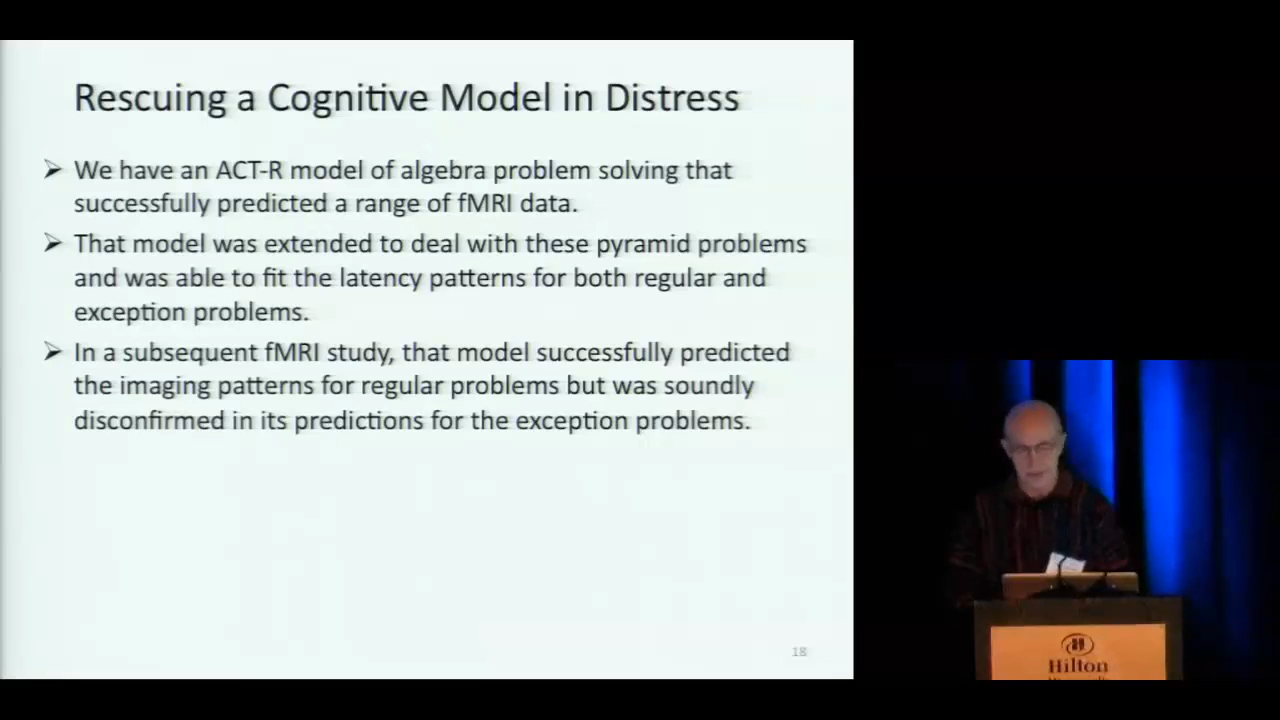 Rescuing a Cognitive Model in Distress
➢ We have an ACT-R model of algebra problem solving that
successfully predicted a range of fMRI data.
➢ That model was extended to deal with these pyramid problems
and was able to fit the latency patterns for both regular and
exception problems.
➢ In a subsequent fMRI study, that model successfully predicted
the imaging patterns for regular problems but was soundly
disconfirmed in its predictions for the exception problems.
18
H
Hilton